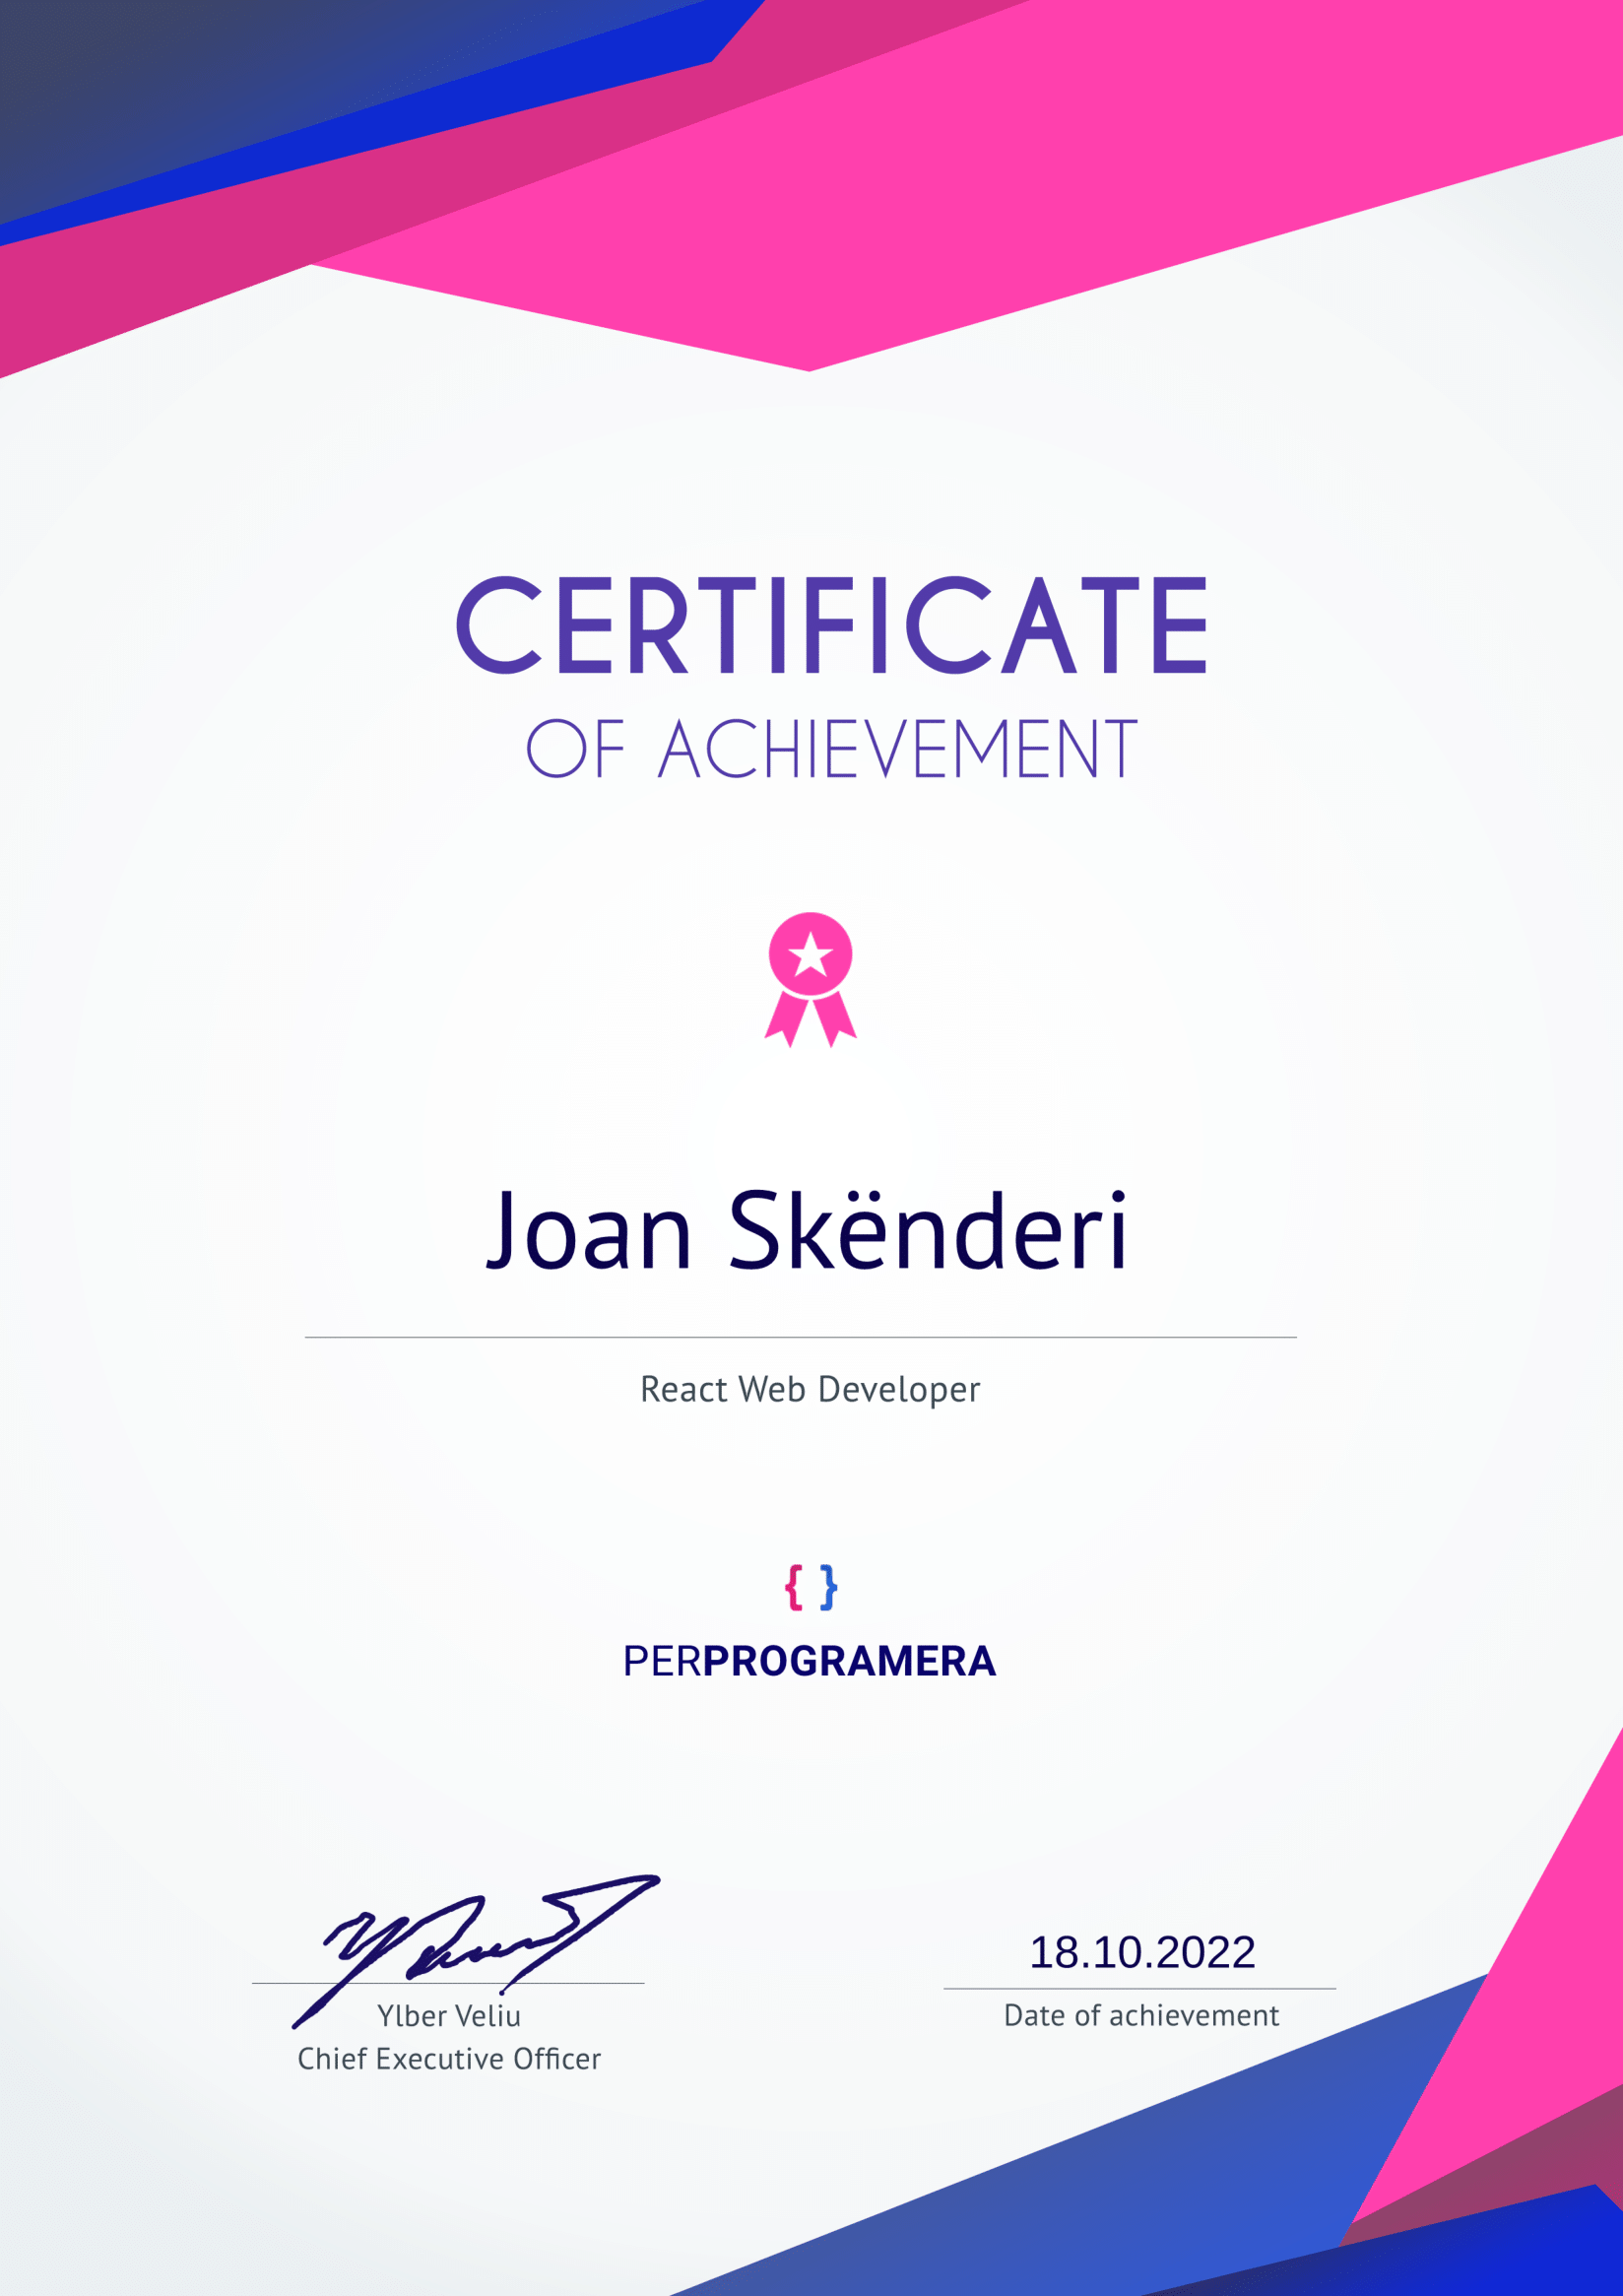 CERTIFICATE
OF ACHIEVEMENT
Joan Skënderi
React Web Developer
{ }
PERPROGRAMERA
Ylber Veliu
Chief Executive Officer
18.10.2022
Date of achievement